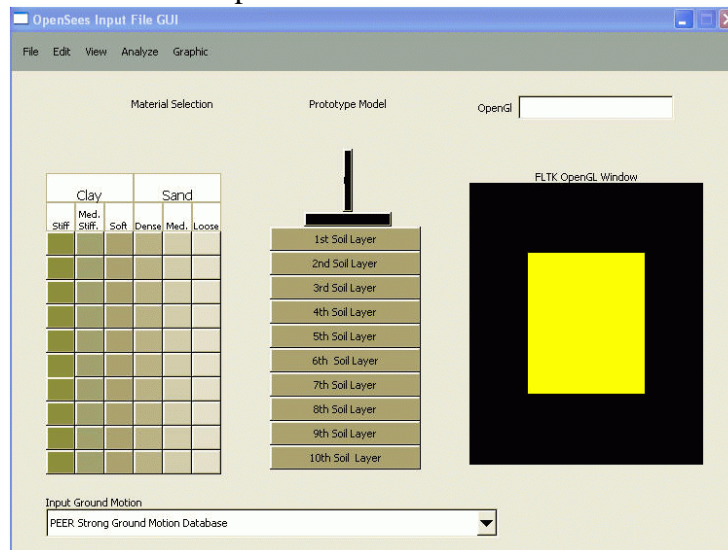 OpenSees Input File GUI
File Edit View Analyze Graphic
Material Selection
Prototype Model
OpenGl
FLTK OpenGL Window
Clay Sand
Stiff Med. Stiff. Soft Dense Med. Loose
1st Soil Layer
2nd Soil Layer
3rd Soil Layer
4th Soil Layer
5th Soil Layer
6th Soil Layer
7th Soil Layer
8th Soil Layer
9th Soil Layer
10th Soil Layer
Input Ground Motion
PEER Strong Ground Motion Database